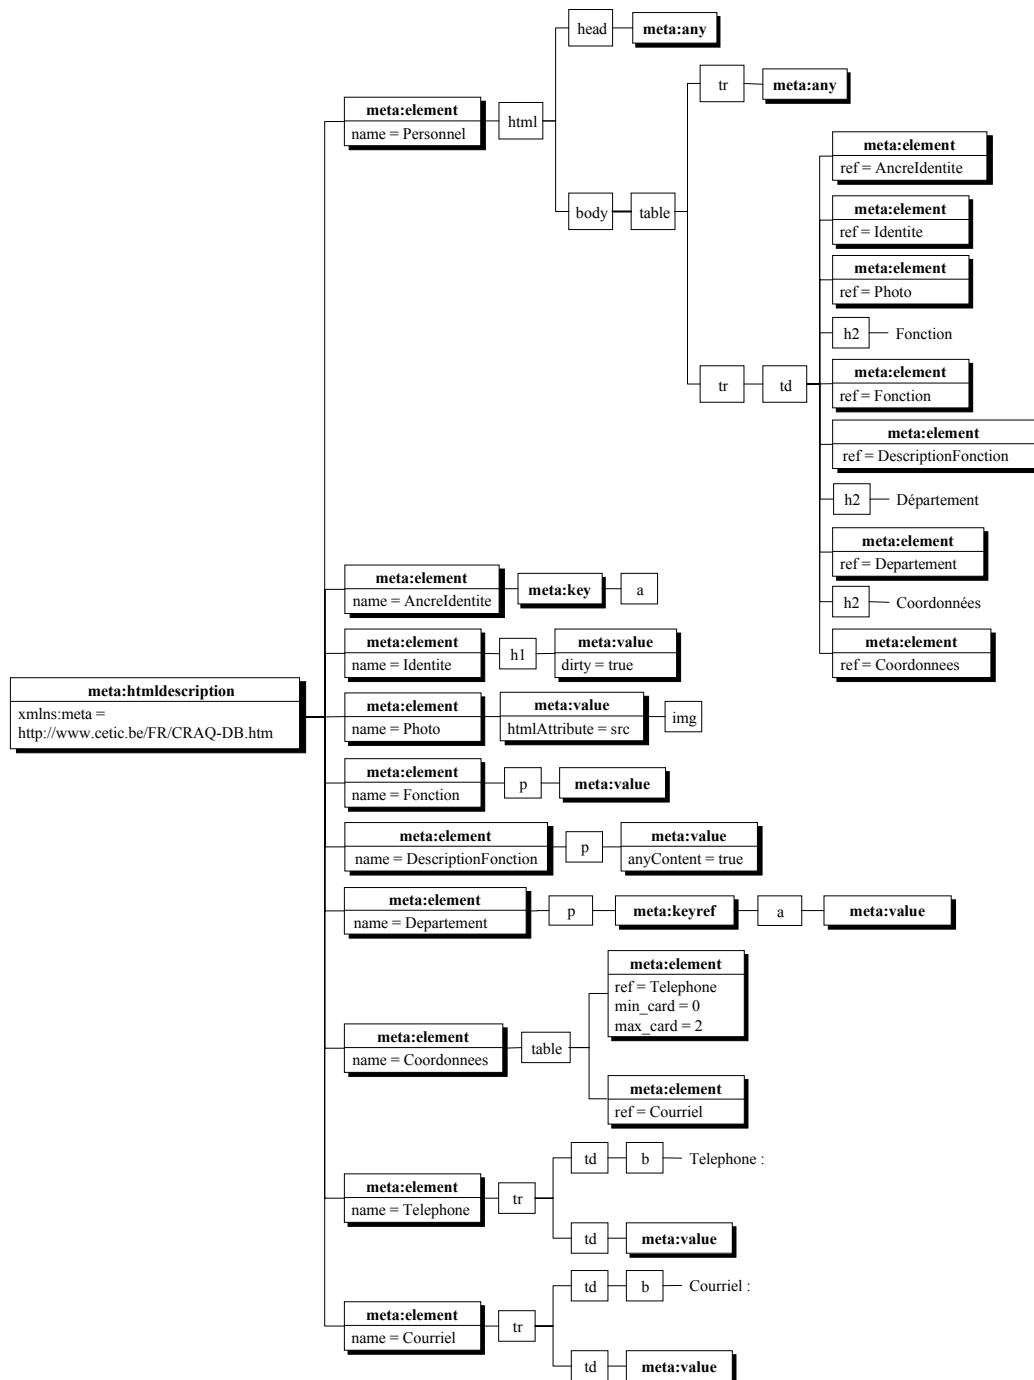 head
meta:any
tr
meta:any
meta:element
name = Personnel
html
meta:element
ref = AncreIdentite
body
table
meta:element
ref = Identite
meta:element
ref = Photo
h2
Fonction
tr
td
meta:element
ref = Fonction
meta:element
ref = DescriptionFonction
h2
Département
meta:element
ref = Departement
h2
Coordonnées
meta:element
ref = Coordonnees
meta:htmldescription
xmlns:meta =
http://www.cetic.be/FR/CRAQ-DB.htm
meta:element
name = AncreIdentite
meta:key
a
meta:element
name = Identite
h1
meta:value
dirty = true
meta:element
name = Photo
meta:value
htmlAttribute = src
img
meta:element
name = Fonction
p
meta:value
meta:element
name = DescriptionFonction
p
meta:value
anyContent = true
meta:element
name = Departement
p
meta:keyref
a
meta:value
meta:element
name = Coordonnees
table
meta:element
ref = Telephone
min_card = 0
max_card = 2
meta:element
ref = Courriel
meta:element
name = Telephone
tr
td
b
Telephone :
td
meta:value
meta:element
name = Courriel
tr
td
b
Courriel :
td
meta:value